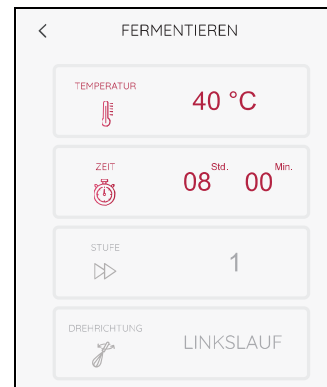 FERMENTIEREN
TEMPERATUR
40 °C
ZEIT
08 Std. 00 Min.
STUFE
1
DREHRICHTUNG
LINKSLAUF